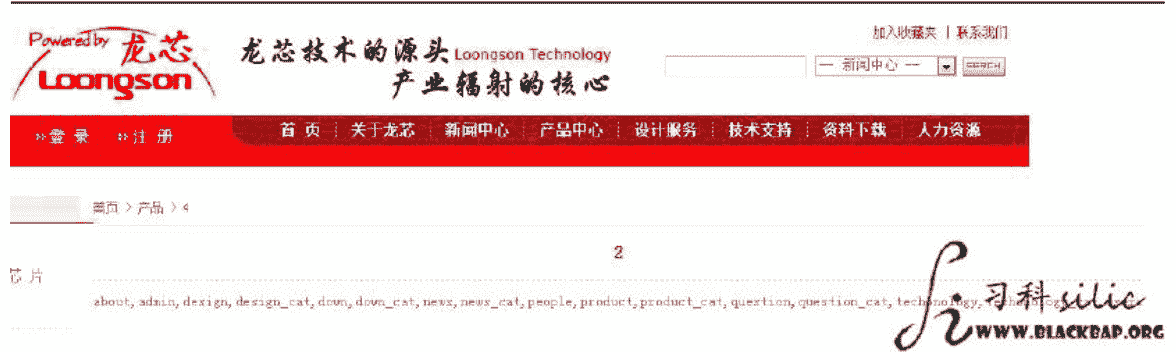 加入收藏夹 | 联系我们
Powered by 龙芯
Loongson
龙芯技术的源头 Loongson Technology
产业辐射的核心
— 新闻中心 —
SEARCH
登录 注册
首页 关于龙芯 新闻中心 产品中心 设计服务 技术支持 资料下载 人力资源
首页 > 产品 >
2
芯片
about,admin,design,design_cat,down,down_cat,news,news_cat,people,product,product_cat,question,question_cat,technology,
习科 silic
WWW.BLACKBAP.ORG